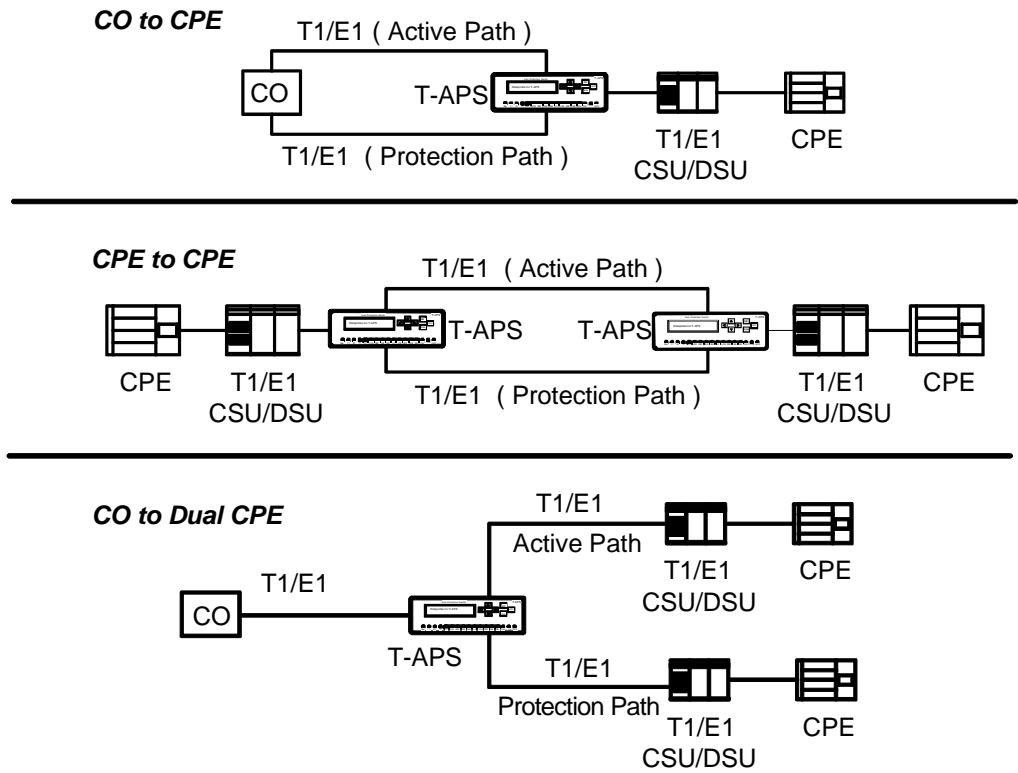 CO to CPE
T1/E1 ( Active Path )
CO
T-APS
T1/E1 ( Protection Path )
T1/E1
CSU/DSU
CPE
CPE to CPE
T1/E1 ( Active Path )
T-APS
T-APS
CPE
T1/E1
CSU/DSU
T1/E1 ( Protection Path )
T1/E1
CSU/DSU
CPE
CO to Dual CPE
T1/E1
Active Path
T1/E1
CSU/DSU
CPE
T1/E1
CO
T-APS
T1/E1
Protection Path
T1/E1
CSU/DSU
CPE